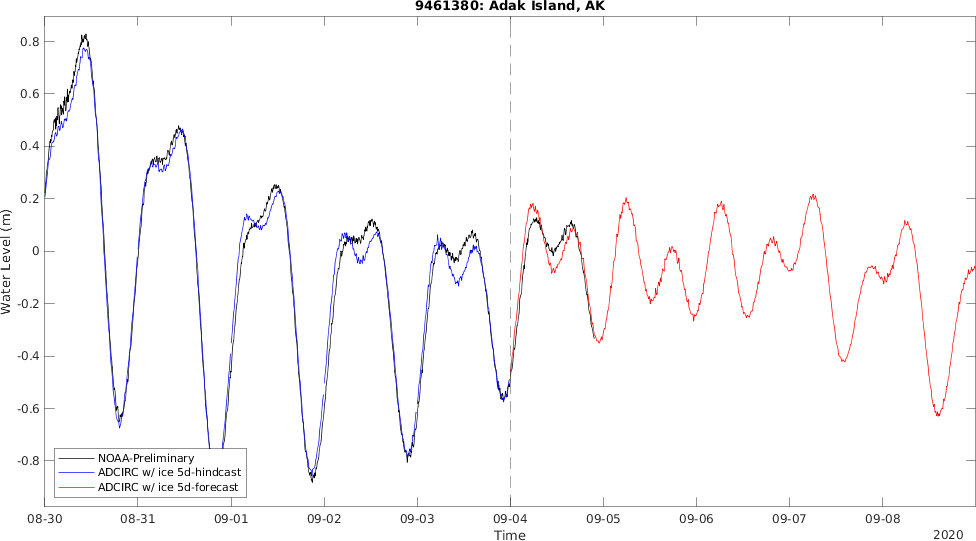 9461380: Adak Island, AK
0.8
0.6
0.4
0.2
0
-0.2
-0.4
-0.6
-0.8
Water Level (m)
NOAA-Preliminary
ADCIRC w/ ice 5d-hindcast
ADCIRC w/ ice 5d-forecast
08-30 08-31 09-01 09-02 09-03 09-04 09-05 09-06 09-07 09-08
Time
2020